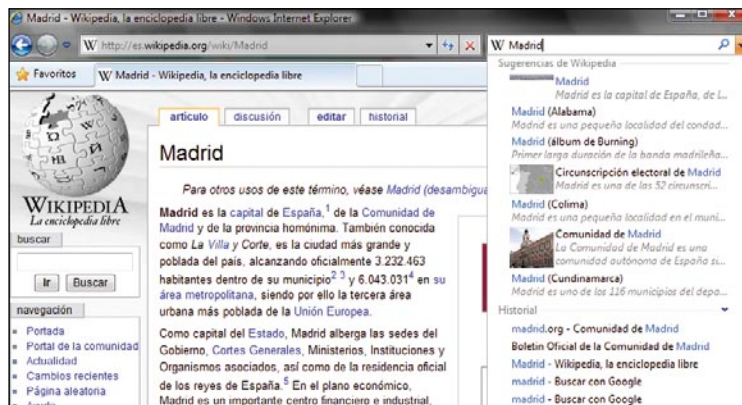 Madrid - Wikipedia, la enciclopedia libre - Windows Internet Explorer
http://es.wikipedia.org/wiki/Madrid
Madrid
Favoritos
Madrid - Wikipedia, la enciclopedia libre
WIKIPEDIA
La enciclopedia libre
buscar
Ir Buscar
navegación
Portada
Portal de la comunidad
Actualidad
Cambios recientes
Página aleatoria
artículo discusión editar historial
Madrid
Para otros usos de este término, véase Madrid (desambigua
Madrid es la capital de España,1 de la Comunidad de
Madrid y de la provincia homónima. También conocida
como La Villa y Corte, es la ciudad más grande y
poblada del país, alcanzando oficialmente 3.232.463
habitantes dentro de su municipio2 3 y 6.043.0314 en su
área metropolitana, siendo por ello la tercera área
urbana más poblada de la Unión Europea.
Como capital del Estado, Madrid alberga las sedes del
Gobierno, Cortes Generales, Ministerios, Instituciones y
Organismos asociados, así como de la residencia oficial
de los reyes de España.5 En el plano económico,
Madrid es un importante centro financiero e industrial,
Sugerencias de Wikipedia
Madrid
Madrid es la capital de España, de l...
Madrid (Alabama)
Madrid es una pequeña localidad del condad...
Madrid (álbum de Burning)
Primer larga duración de la banda madrileña...
Circunscripción electoral de Madrid
Madrid es una de las 52 circunscri...
Madrid (Colima)
Madrid es una pequeña localidad en el muni...
Comunidad de Madrid
La Comunidad de Madrid es una
comunidad autónoma de España si...
Madrid (Cundinamarca)
Madrid es uno de los 116 municipios del depa...
Historial
madrid.org - Comunidad de Madrid
Boletin Oficial de la Comunidad de Madrid
Madrid - Wikipedia, la enciclopedia libre
madrid - Buscar con Google
madrid - Buscar con Google